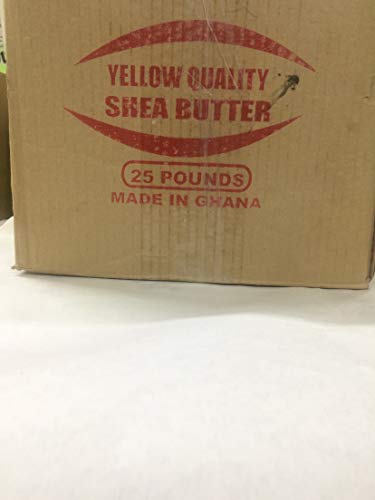 YELLOW QUALITY
SHEA BUTTER
25 POUNDS
MADE IN GHANA